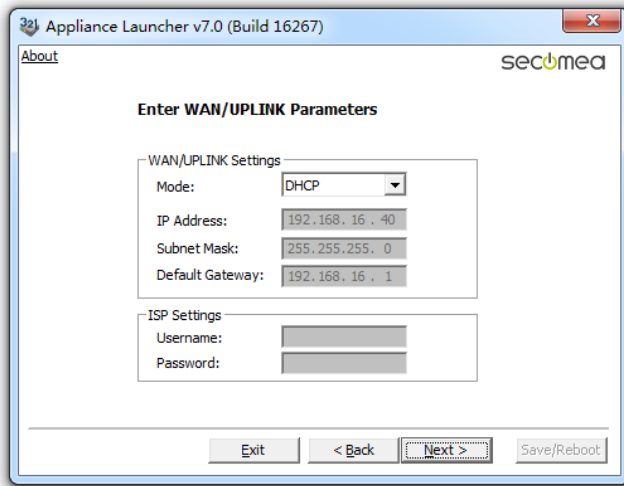 Appliance Launcher v7.0 (Build 16267)
About
secomea
Enter WAN/UPLINK Parameters
WAN/UPLINK Settings
Mode: DHCP
IP Address: 192.168. 16 . 40
Subnet Mask: 255.255.255. 0
Default Gateway: 192.168. 16 . 1
ISP Settings
Username:
Password:
Exit < Back Next > Save/Reboot